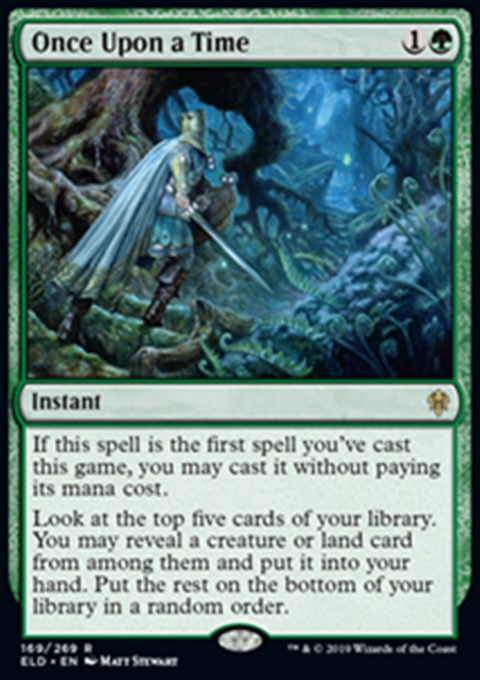 Once Upon a Time 1
Instant
If this spell is the first spell you've cast
this game, you may cast it without paying
its mana cost.
Look at the top five cards of your library.
You may reveal a creature or land card
from among them and put it into your
hand. Put the rest on the bottom of your
library in a random order.
169/269 R
ELD • EN MATT STEWART
™ & © 2019 Wizards of the Coast